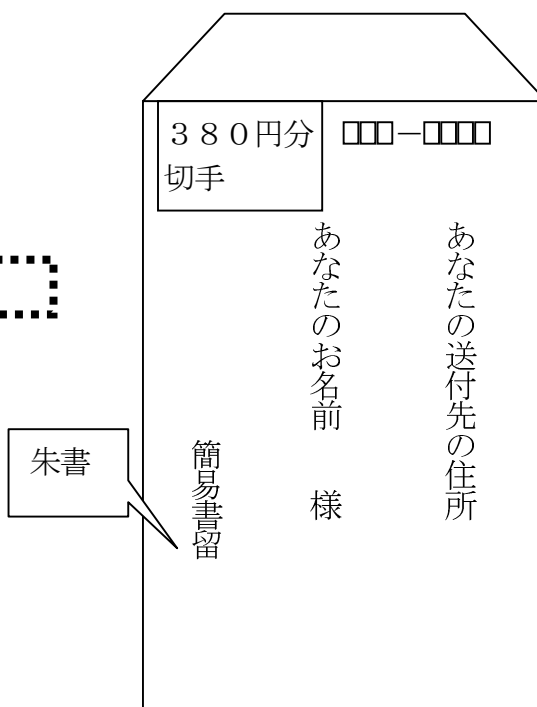 ３８０円分
切手
□□□－□□□□
あなたの送付先の住所
あなたのお名前　様
簡易書留
朱書